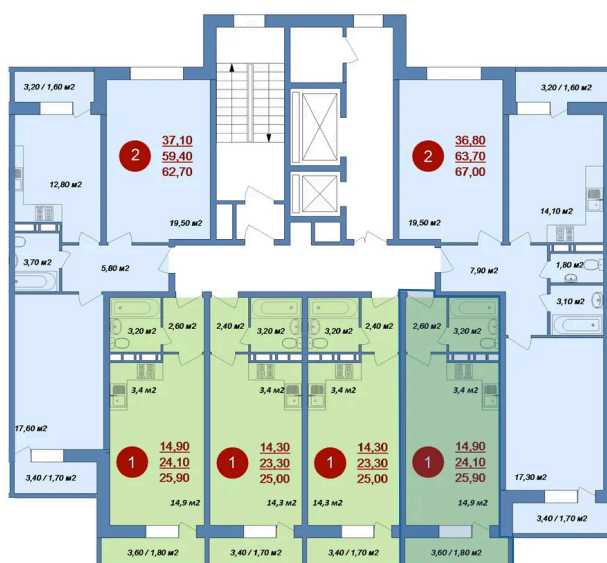 3,20 / 1,60 м2
3,20 / 1,60 м2
2
37,10
59,40
62,70
2
36,80
63,70
67,00
12,80 м2
19,50 м2
19,50 м2
14,10 м2
3,70 м2
5,80 м2
7,90 м2
1,80 м2
3,10 м2
3,20 м2
2,60 м2
2,40 м2
3,20 м2
3,20 м2
2,40 м2
2,60 м2
3,20 м2
3,4 м2
3,4 м2
3,4 м2
3,4 м2
17,60 м2
1
14,90
24,10
25,90
1
14,30
23,30
25,00
1
14,30
23,30
25,00
1
14,90
24,10
25,90
17,30 м2
3,40 / 1,70 м2
14,9 м2
14,3 м2
14,3 м2
14,9 м2
3,40 / 1,70 м2
3,60 / 1,80 м2
3,40 / 1,70 м2
3,40 / 1,70 м2
3,60 / 1,80 м2